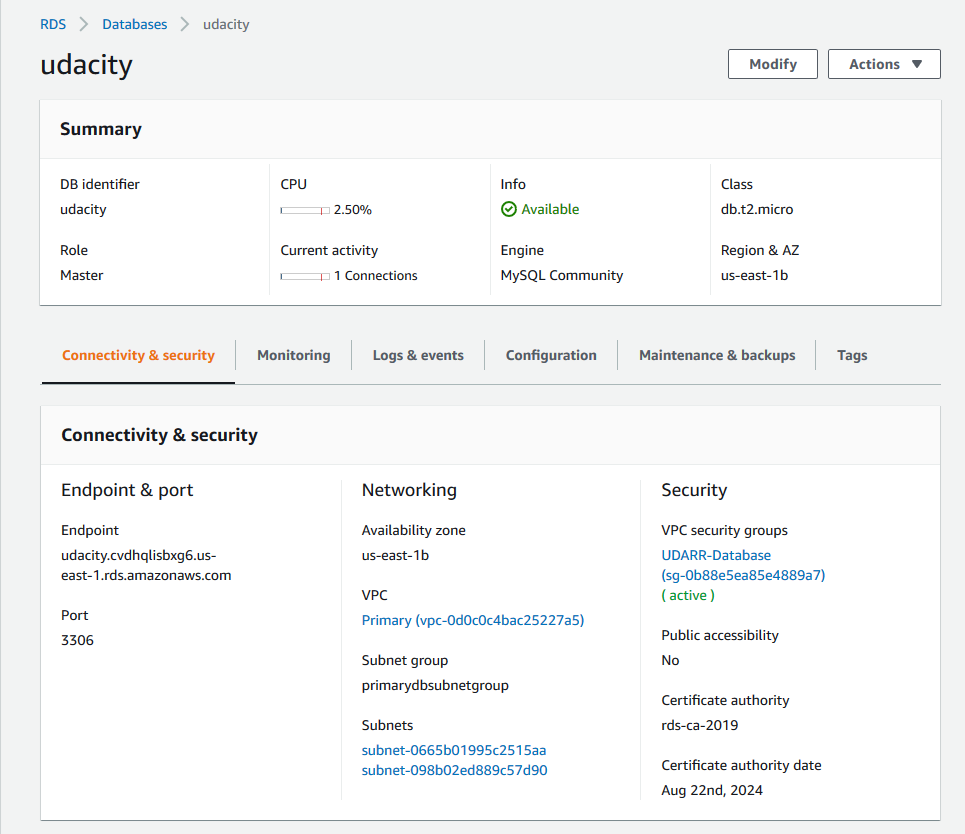 RDS > Databases > udacity
udacity
Modify
Actions
Summary
DB identifier
udacity
CPU
2.50%
Info
Available
Class
db.t2.micro
Role
Master
Current activity
1 Connections
Engine
MySQL Community
Region & AZ
us-east-1b
Connectivity & security
Monitoring
Logs & events
Configuration
Maintenance & backups
Tags
Connectivity & security
Endpoint & port
Endpoint
udacity.cvdhqlisbxg6.us-
east-1.rds.amazonaws.com
Port
3306
Networking
Availability zone
us-east-1b
VPC
Primary (vpc-0d0c0c4bac25227a5)
Subnet group
primarydbsubnetgroup
Subnets
subnet-0665b01995c2515aa
subnet-098b02ed889c57d90
Security
VPC security groups
UDARR-Database
(sg-0b88e5ea85e4889a7)
( active )
Public accessibility
No
Certificate authority
rds-ca-2019
Certificate authority date
Aug 22nd, 2024